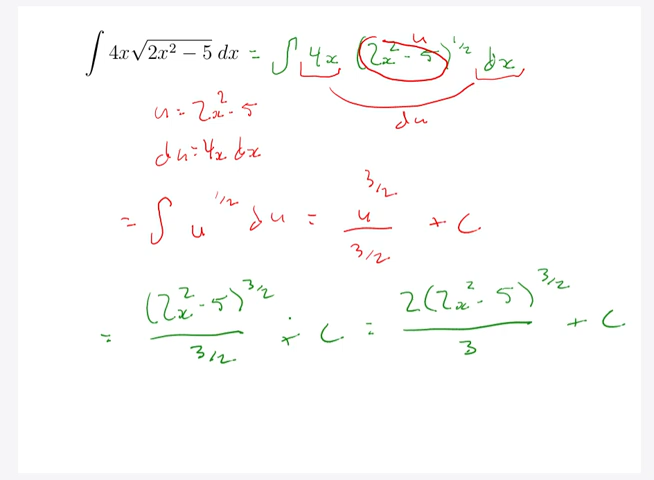 ∫ 4x√(2x² − 5) dx = ∫ 4x (2x² - 5)^1/2 dx
u
du
u = 2x² - 5
du = 4x dx
= ∫ u^1/2 du = u^3/2 / 3/2 + C
= (2x² - 5)^3/2 / 3/2 + C = 2(2x² - 5)^3/2 / 3 + C